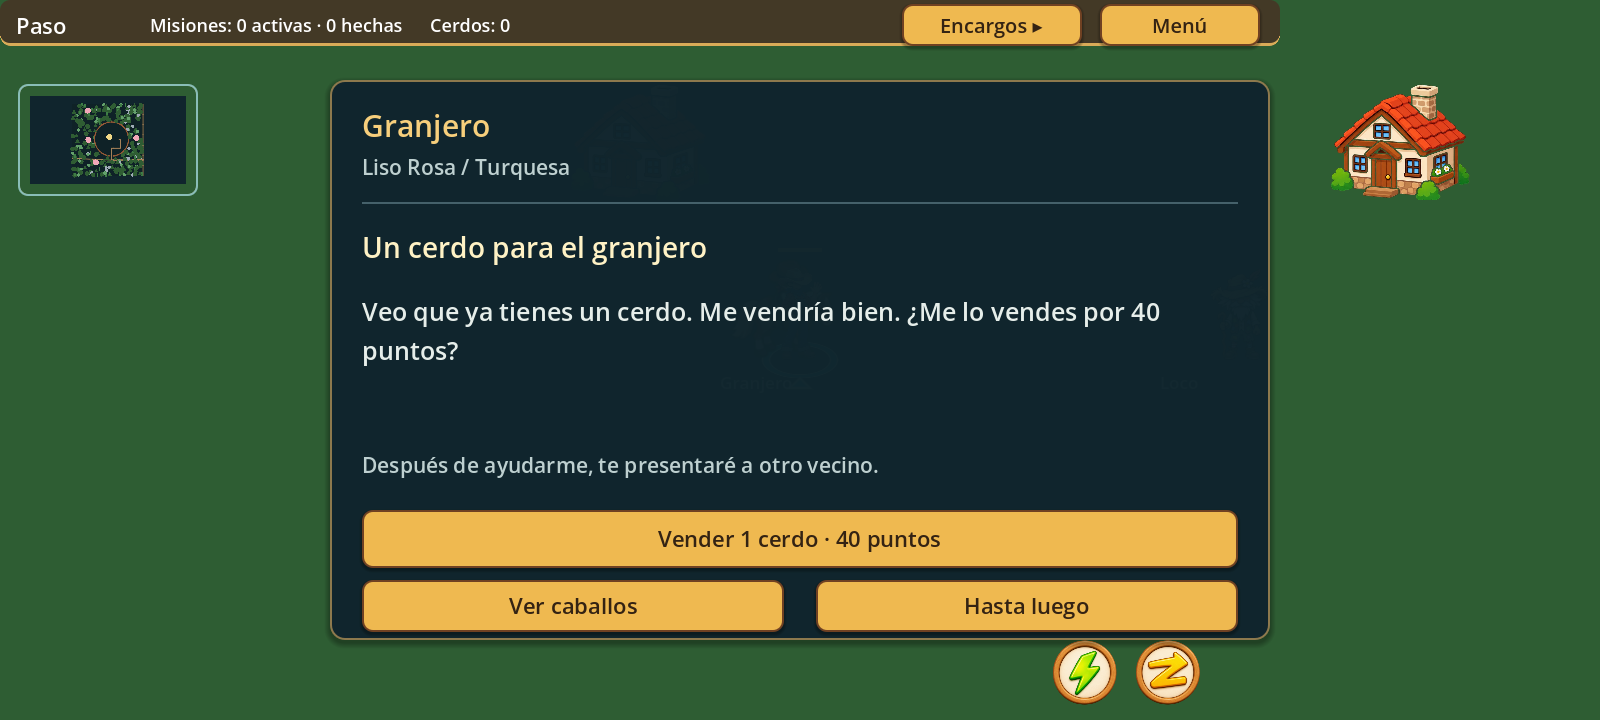 Paso
Misiones: 0 activas · 0 hechas
Cerdos: 0
Encargos ▸
Menú
Granjero
Liso Rosa / Turquesa
Un cerdo para el granjero
Veo que ya tienes un cerdo. Me vendría bien. ¿Me lo vendes por 40
puntos?
Después de ayudarme, te presentaré a otro vecino.
Vender 1 cerdo · 40 puntos
Ver caballos
Hasta luego